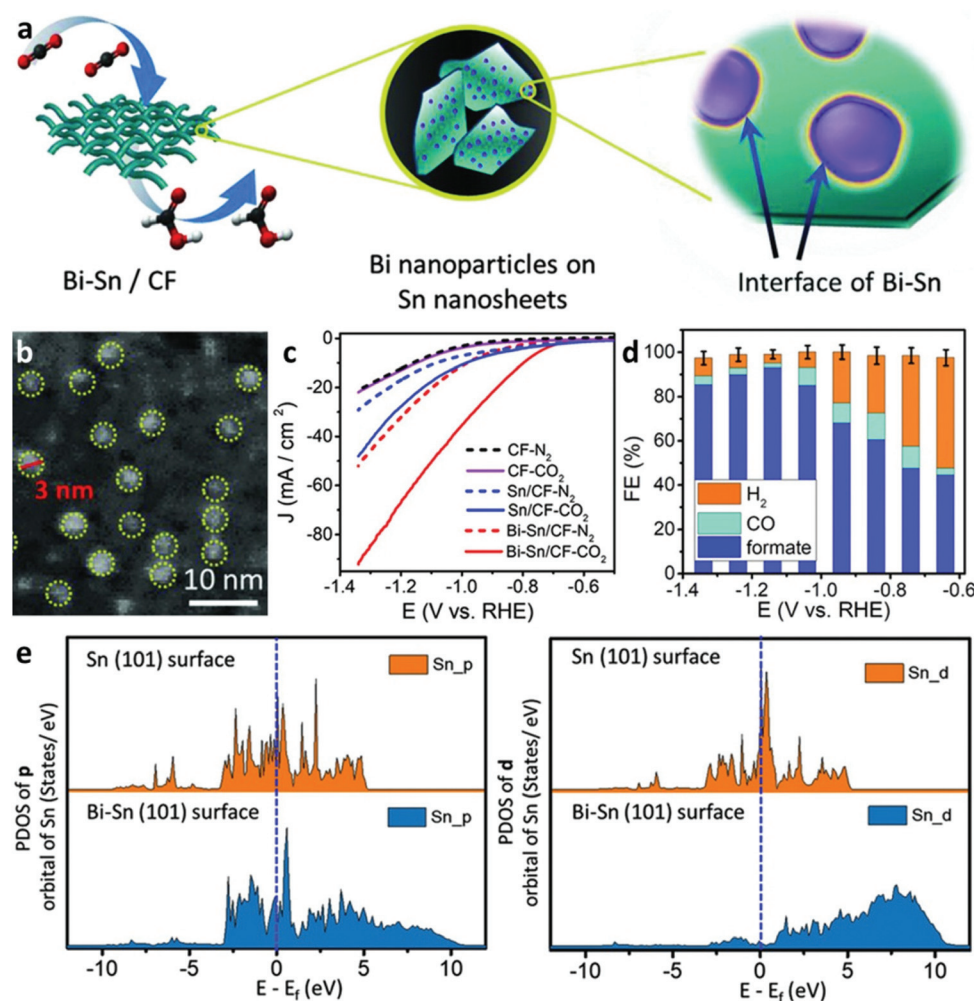 a
Bi-Sn / CF
Bi nanoparticles on
Sn nanosheets
Interface of Bi-Sn
b
3 nm
10 nm
c
0
-20
-40
-60
-80
J (mA / cm²)
CF-N₂
CF-CO₂
Sn/CF-N₂
Sn/CF-CO₂
Bi-Sn/CF-N₂
Bi-Sn/CF-CO₂
-1.4 -1.2 -1.0 -0.8 -0.6
E (V vs. RHE)
d
100
80
60
40
20
0
FE (%)
H₂
CO
formate
-1.4 -1.2 -1.0 -0.8 -0.6
E (V vs. RHE)
e
PDOS of p
orbital of Sn (States/ eV)
Sn (101) surface
Sn_p
Bi-Sn (101) surface
Sn_p
-10 -5 0 5 10
E - Ef (eV)
PDOS of d
orbital of Sn (States/ eV)
Sn (101) surface
Sn_d
Bi-Sn (101) surface
Sn_d
-10 -5 0 5 10
E - Ef (eV)